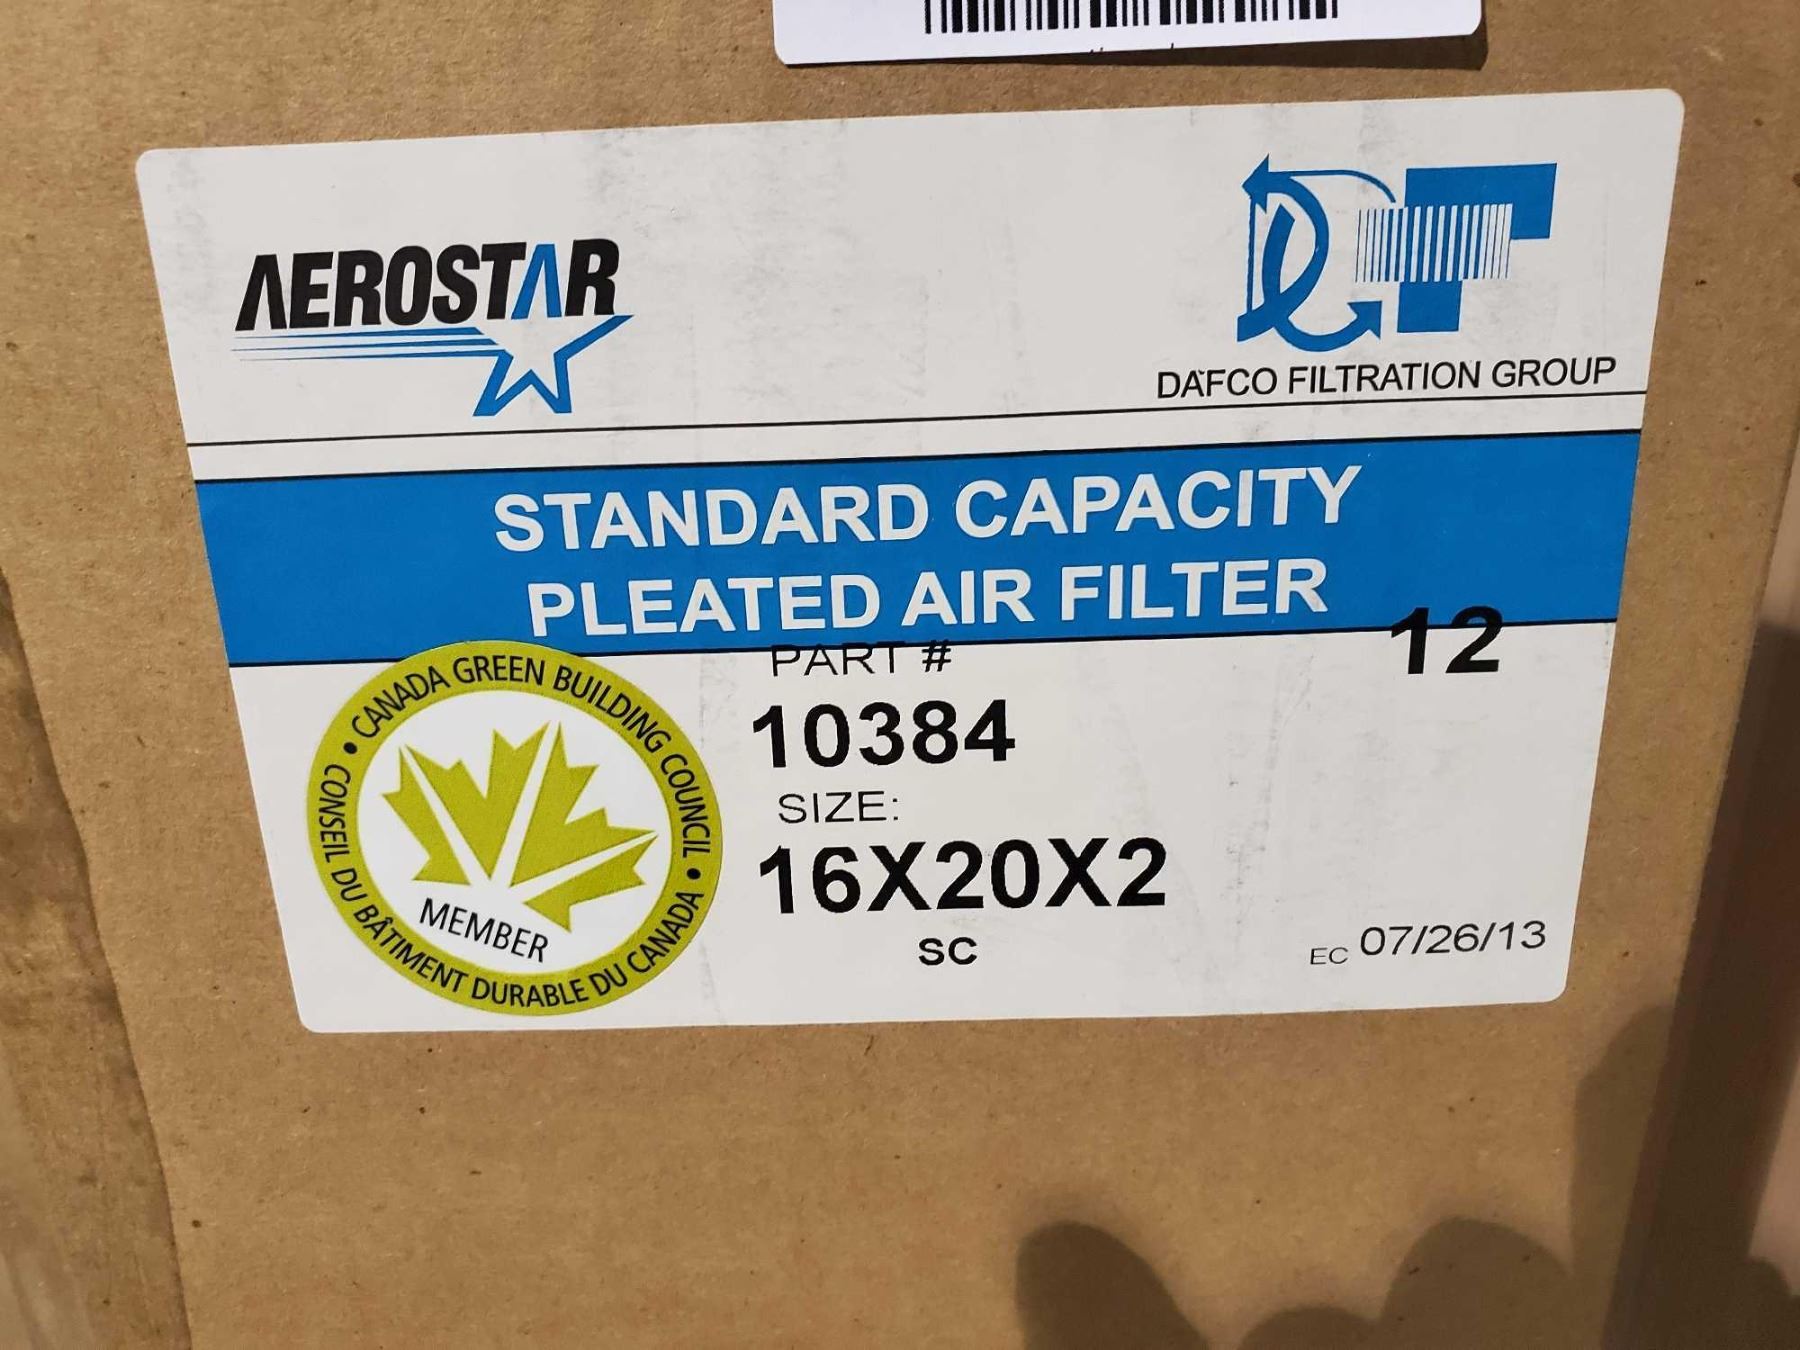 AEROSTAR
DAFCO FILTRATION GROUP
STANDARD CAPACITY
PLEATED AIR FILTER
12
PART #
10384
SIZE:
16X20X2
SC
EC 07/26/13
• CANADA GREEN BUILDING COUNCIL •
CONSEIL DU BÂTIMENT DURABLE DU CANADA
MEMBER